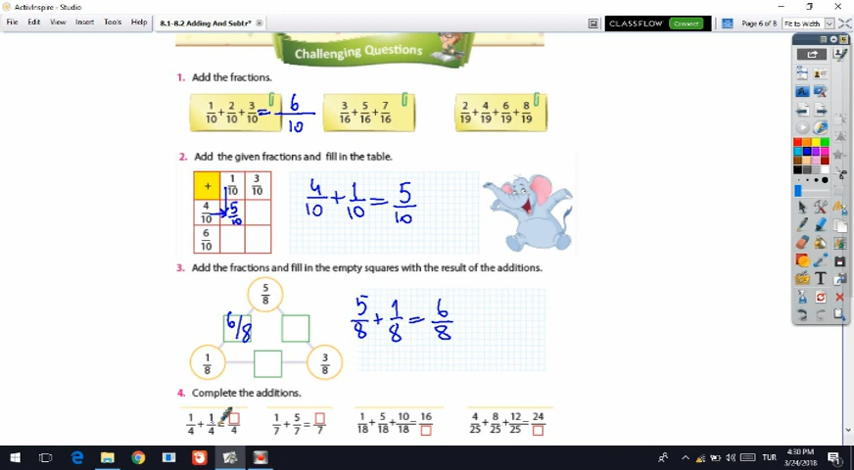 ActivInspire - Studio
File Edit View Insert Tools Help 8.1-8.2 Adding And Subtr* CLASSFLOW Connect Page 6 of 8 Fit to Width
Challenging Questions
1. Add the fractions.
1/10 + 2/10 + 3/10 = 6/10 3/16 + 5/16 + 7/16 2/19 + 4/19 + 6/19 + 8/19
2. Add the given fractions and fill in the table.
+ 1/10 3/10
4/10 5/10
6/10
4/10 + 1/10 = 5/10
3. Add the fractions and fill in the empty squares with the result of the additions.
5/8
6/8
1/8 3/8
5/8 + 1/8 = 6/8
4. Complete the additions.
1/4 + 1/4 = □/4 1/7 + 5/7 = □/7 1/18 + 5/18 + 10/18 = 16/□ 4/25 + 8/25 + 12/25 = 24/□
TUR 4:30 PM
3/24/2018